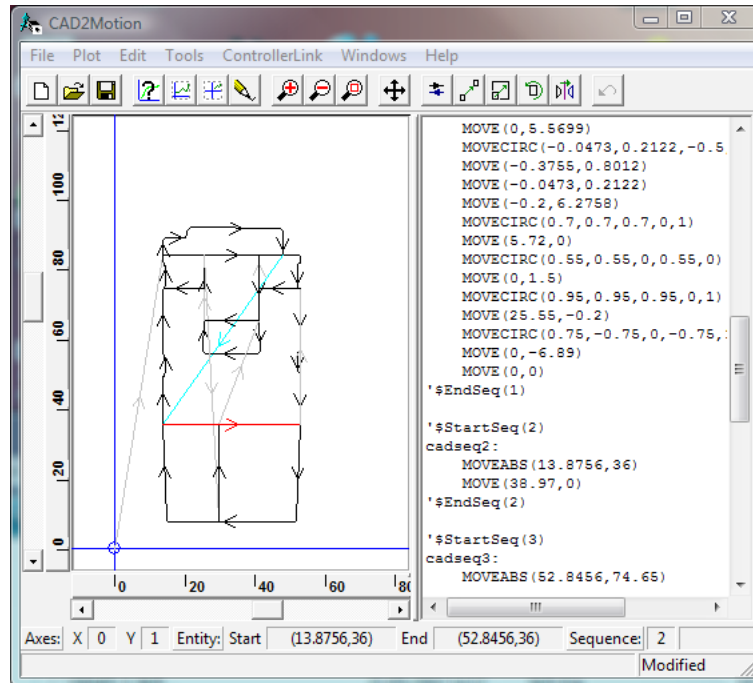 CAD2Motion
File Plot Edit Tools ControllerLink Windows Help
MOVE(0,5.5699)
MOVECIRC(-0.0473,0.2122,-0.5
MOVE(-0.3755,0.8012)
MOVE(-0.0473,0.2122)
MOVE(-0.2,6.2758)
MOVECIRC(0.7,0.7,0.7,0,1)
MOVE(5.72,0)
MOVECIRC(0.55,0.55,0,0.55,0)
MOVE(0,1.5)
MOVECIRC(0.95,0.95,0.95,0,1)
MOVE(25.55,-0.2)
MOVECIRC(0.75,-0.75,0,-0.75,
MOVE(0,-6.89)
MOVE(0,0)
'$EndSeq(1)
'$StartSeq(2)
cadseq2:
MOVEABS(13.8756,36)
MOVE(38.97,0)
'$EndSeq(2)
'$StartSeq(3)
cadseq3:
MOVEABS(52.8456,74.65)
12
100
80
60
40
20
0
0 20 40 60 80
Axes: X 0 Y 1 Entity: Start (13.8756,36) End (52.8456,36) Sequence: 2
Modified